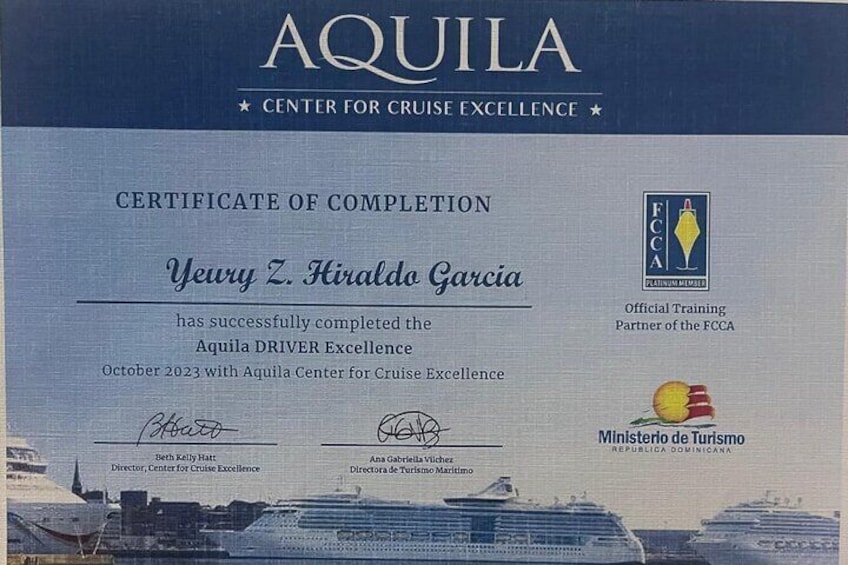 AQUILA
★ CENTER FOR CRUISE EXCELLENCE ★
CERTIFICATE OF COMPLETION
Yeury Z. Hiraldo Garcia
has successfully completed the
Aquila DRIVER Excellence
October 2023 with Aquila Center for Cruise Excellence
Beth Kelly Hatt
Director, Center for Cruise Excellence
Ana Gabriella Vilchez
Directora de Turismo Maritimo
FCCA
PLATINUM MEMBER
Official Training
Partner of the FCCA
Ministerio de Turismo
REPÚBLICA DOMINICANA